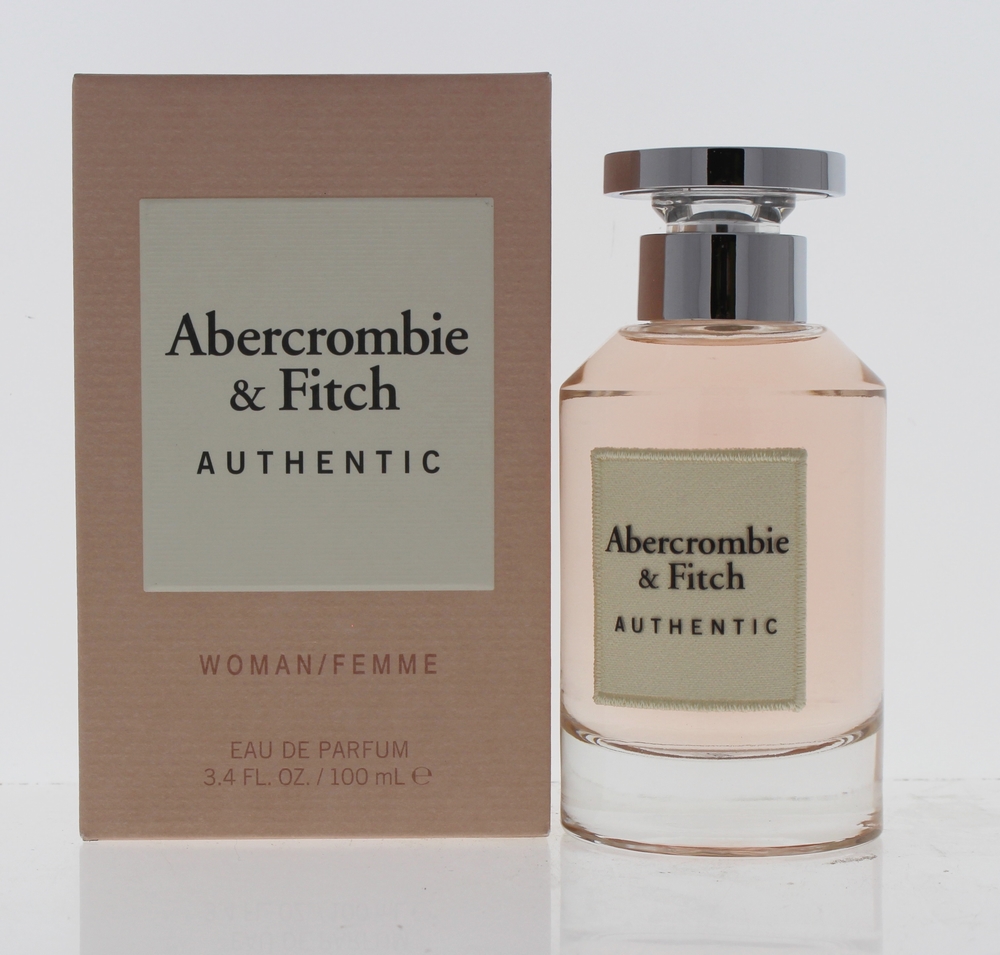 Abercrombie
& Fitch
AUTHENTIC
WOMAN/FEMME
EAU DE PARFUM
3.4 FL. OZ. / 100 mL ℮
Abercrombie
& Fitch
AUTHENTIC